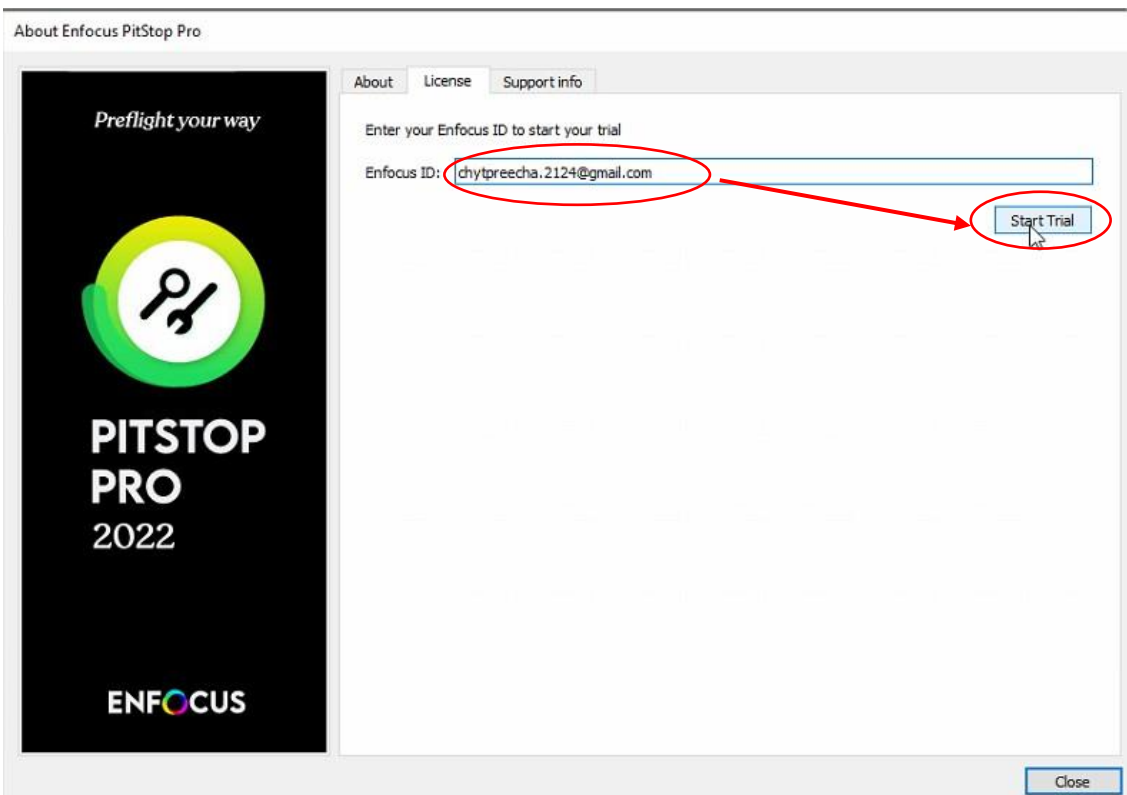 About Enfocus PitStop Pro
Preflight your way
PITSTOP
PRO
2022
ENFOCUS
About License Support info
Enter your Enfocus ID to start your trial
Enfocus ID: chytpreecha.2124@gmail.com
Start Trial
Close